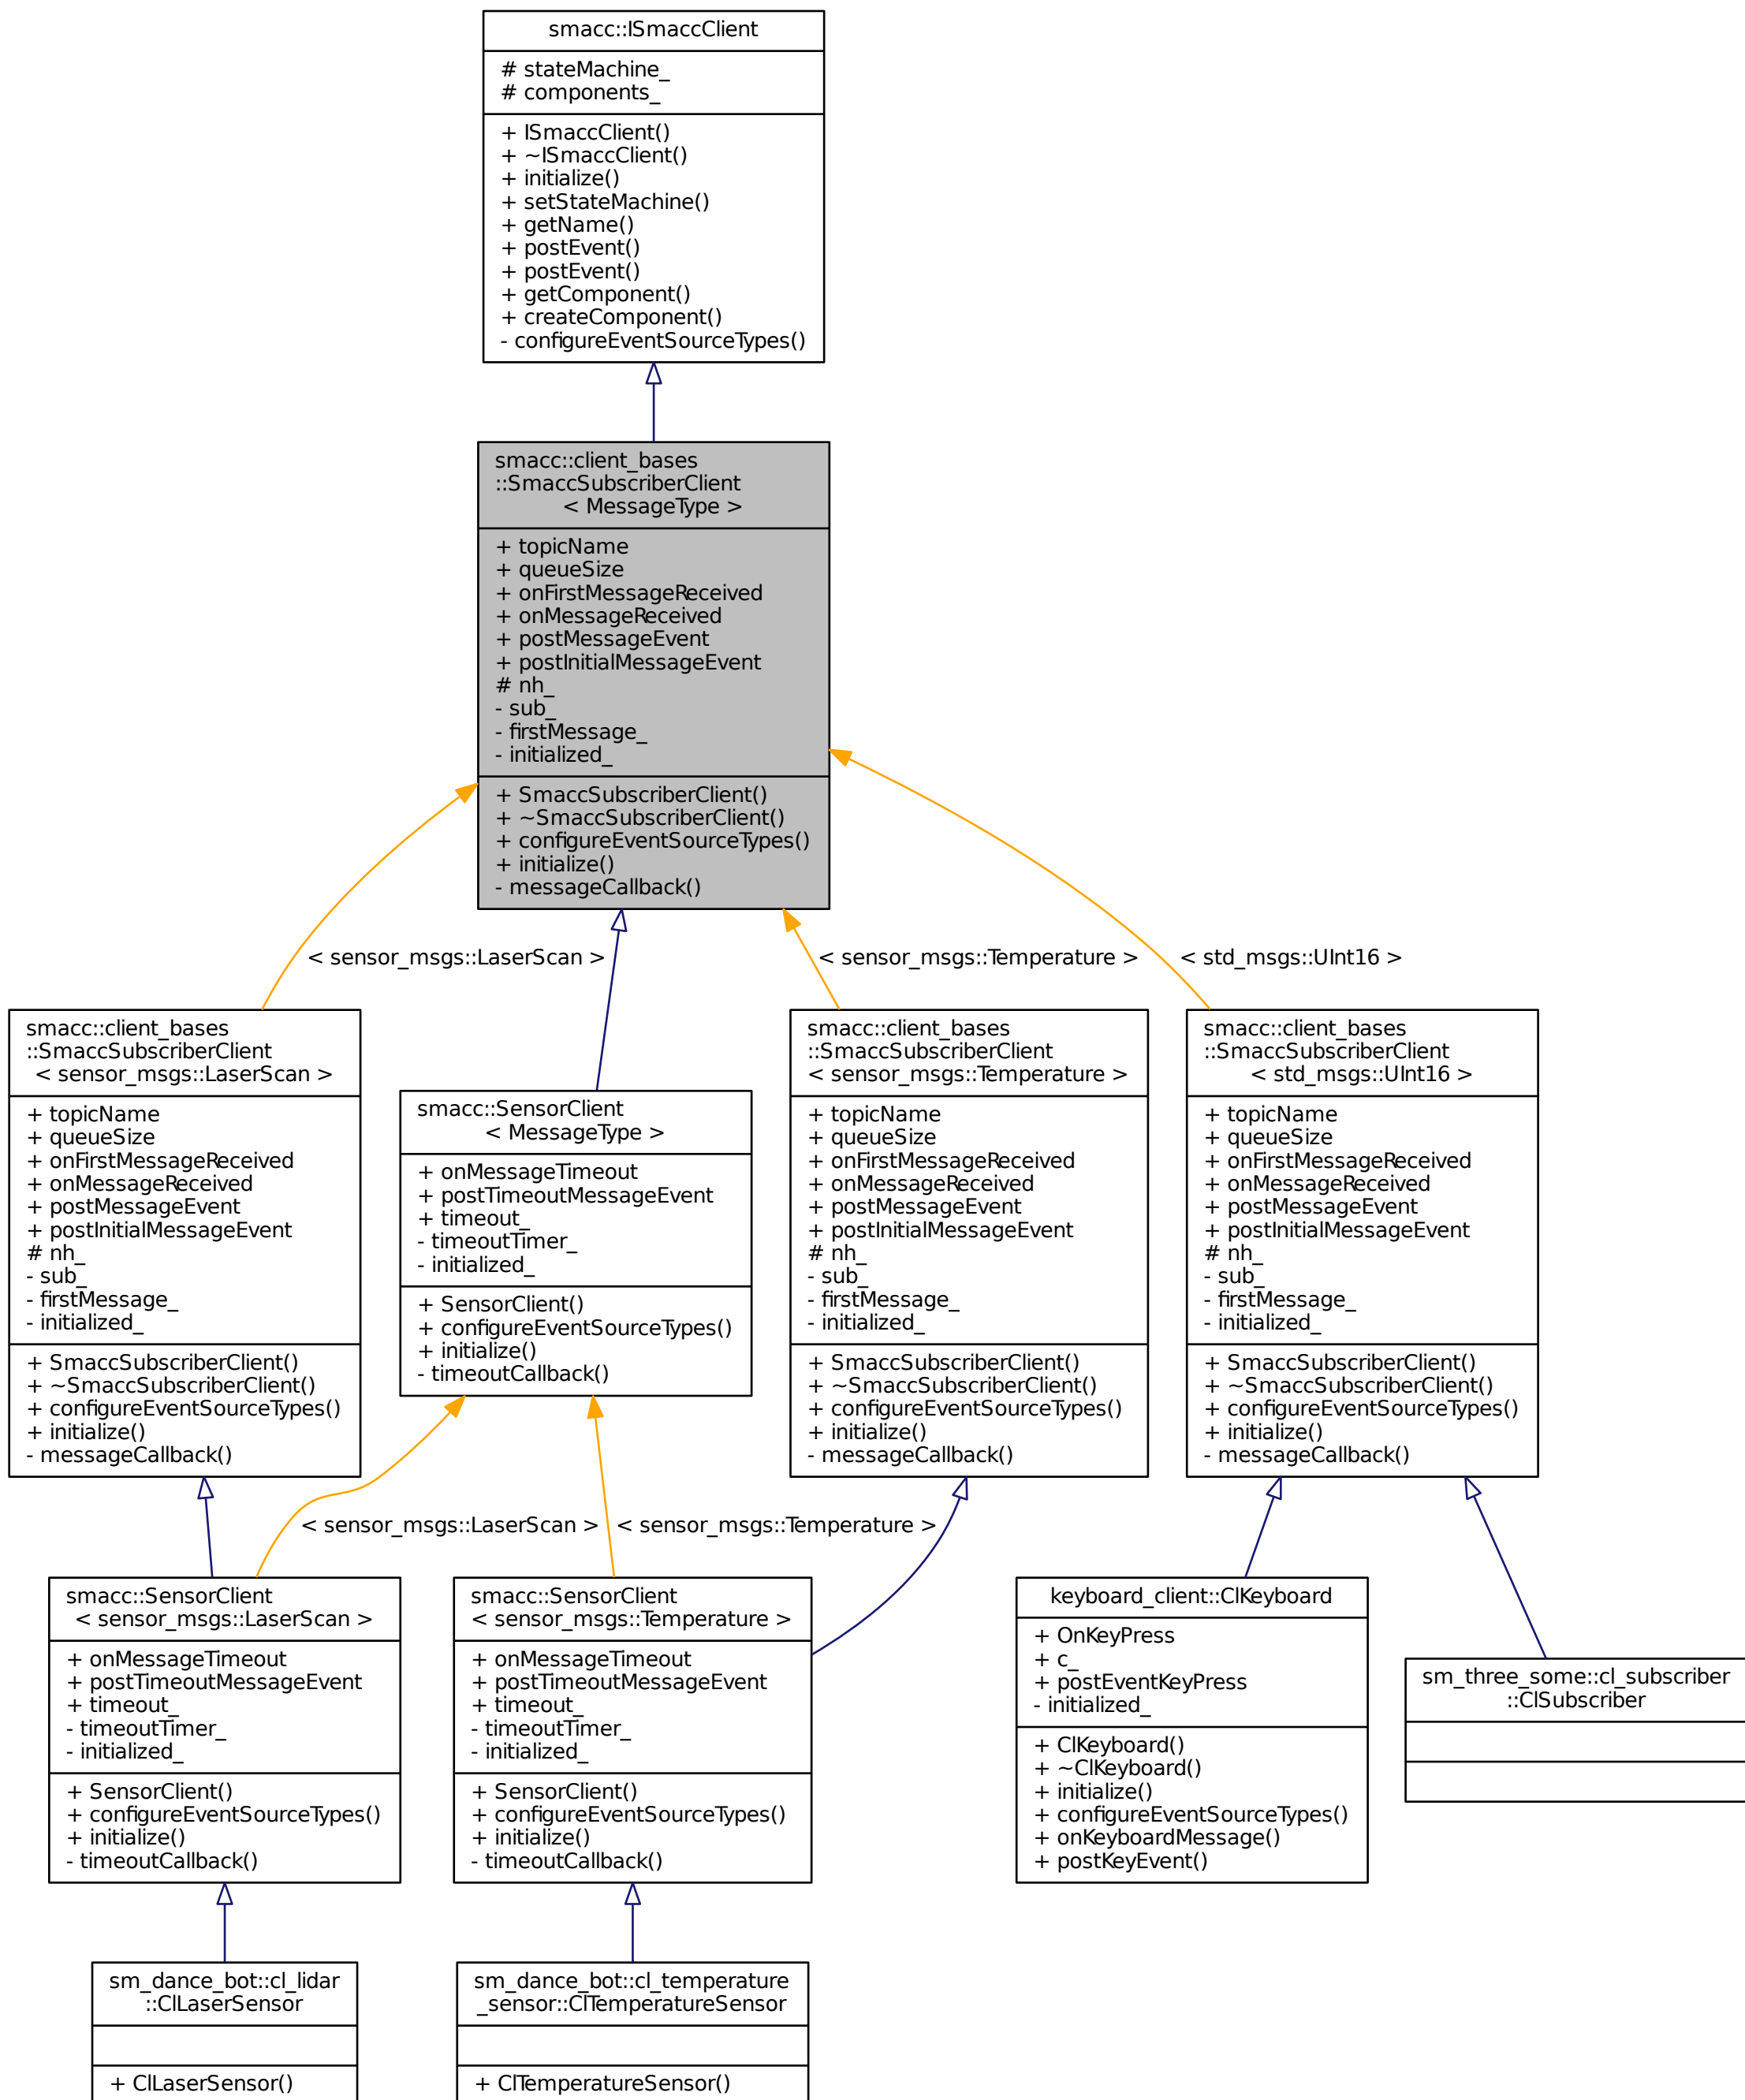 smacc::ISmaccClient
# stateMachine_
# components_
+ ISmaccClient()
+ ~ISmaccClient()
+ initialize()
+ setStateMachine()
+ getName()
+ postEvent()
+ postEvent()
+ getComponent()
+ createComponent()
- configureEventSourceTypes()
smacc::client_bases
::SmaccSubscriberClient
< MessageType >
+ topicName
+ queueSize
+ onFirstMessageReceived
+ onMessageReceived
+ postMessageEvent
+ postInitialMessageEvent
# nh_
- sub_
- firstMessage_
- initialized_
+ SmaccSubscriberClient()
+ ~SmaccSubscriberClient()
+ configureEventSourceTypes()
+ initialize()
- messageCallback()
< sensor_msgs::LaserScan >
< sensor_msgs::Temperature >
< std_msgs::UInt16 >
smacc::client_bases
::SmaccSubscriberClient
< sensor_msgs::LaserScan >
+ topicName
+ queueSize
+ onFirstMessageReceived
+ onMessageReceived
+ postMessageEvent
+ postInitialMessageEvent
# nh_
- sub_
- firstMessage_
- initialized_
+ SmaccSubscriberClient()
+ ~SmaccSubscriberClient()
+ configureEventSourceTypes()
+ initialize()
- messageCallback()
smacc::SensorClient
< MessageType >
+ onMessageTimeout
+ postTimeoutMessageEvent
+ timeout_
- timeoutTimer_
- initialized_
+ SensorClient()
+ configureEventSourceTypes()
+ initialize()
- timeoutCallback()
smacc::client_bases
::SmaccSubscriberClient
< sensor_msgs::Temperature >
+ topicName
+ queueSize
+ onFirstMessageReceived
+ onMessageReceived
+ postMessageEvent
+ postInitialMessageEvent
# nh_
- sub_
- firstMessage_
- initialized_
+ SmaccSubscriberClient()
+ ~SmaccSubscriberClient()
+ configureEventSourceTypes()
+ initialize()
- messageCallback()
smacc::client_bases
::SmaccSubscriberClient
< std_msgs::UInt16 >
+ topicName
+ queueSize
+ onFirstMessageReceived
+ onMessageReceived
+ postMessageEvent
+ postInitialMessageEvent
# nh_
- sub_
- firstMessage_
- initialized_
+ SmaccSubscriberClient()
+ ~SmaccSubscriberClient()
+ configureEventSourceTypes()
+ initialize()
- messageCallback()
< sensor_msgs::LaserScan >
< sensor_msgs::Temperature >
smacc::SensorClient
< sensor_msgs::LaserScan >
+ onMessageTimeout
+ postTimeoutMessageEvent
+ timeout_
- timeoutTimer_
- initialized_
+ SensorClient()
+ configureEventSourceTypes()
+ initialize()
- timeoutCallback()
smacc::SensorClient
< sensor_msgs::Temperature >
+ onMessageTimeout
+ postTimeoutMessageEvent
+ timeout_
- timeoutTimer_
- initialized_
+ SensorClient()
+ configureEventSourceTypes()
+ initialize()
- timeoutCallback()
keyboard_client::ClKeyboard
+ OnKeyPress
+ c_
+ postEventKeyPress
- initialized_
+ ClKeyboard()
+ ~ClKeyboard()
+ initialize()
+ configureEventSourceTypes()
+ onKeyboardMessage()
+ postKeyEvent()
sm_three_some::cl_subscriber
::ClSubscriber
sm_dance_bot::cl_lidar
::ClLaserSensor
+ ClLaserSensor()
sm_dance_bot::cl_temperature
_sensor::ClTemperatureSensor
+ ClTemperatureSensor()